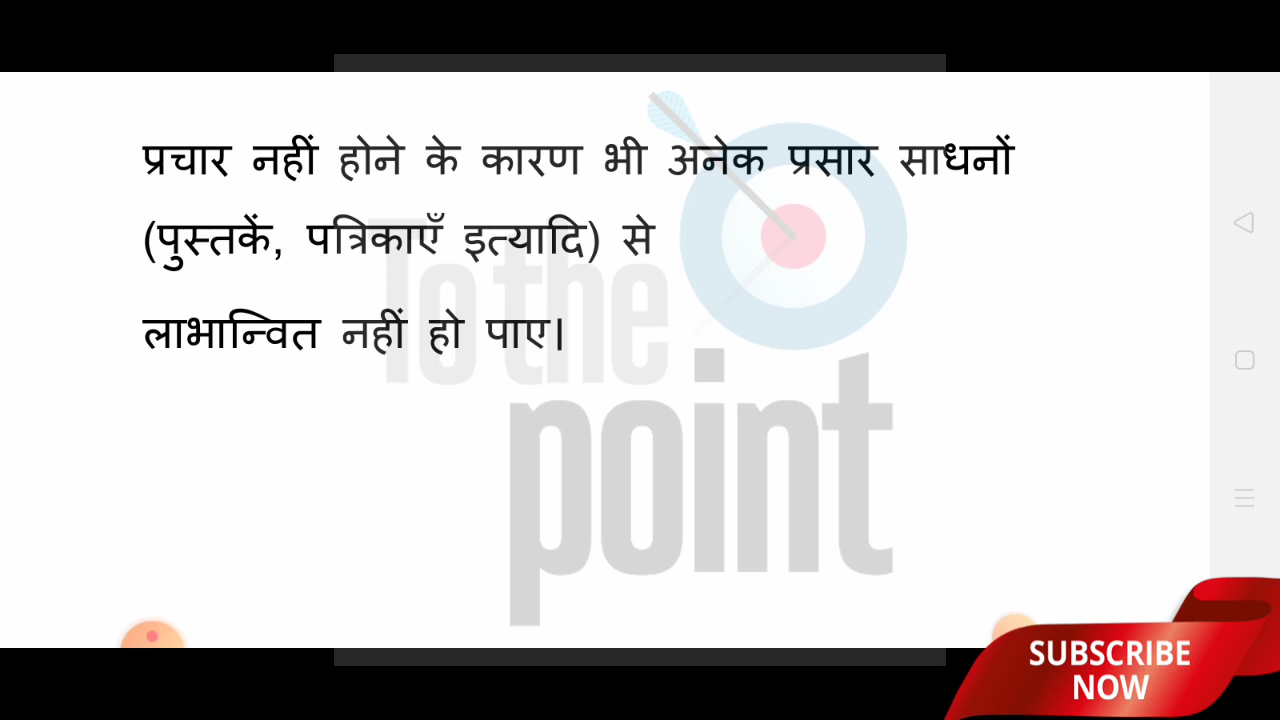 प्रचार नहीं होने के कारण भी अनेक प्रसार साधनों
(पुस्तकें, पत्रिकाएँ इत्यादि) से
लाभान्वित नहीं हो पाए।
To the
point
SUBSCRIBE
NOW